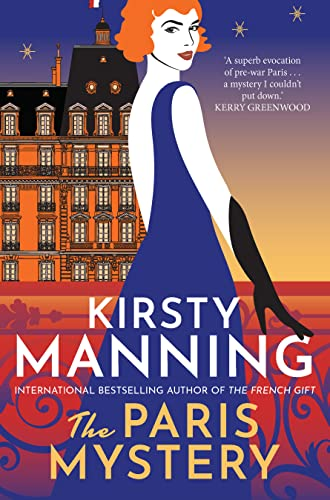 'A superb evocation
of pre-war Paris . . .
a mystery I couldn't
put down.'
KERRY GREENWOOD
KIRSTY
MANNING
INTERNATIONAL BESTSELLING AUTHOR OF THE FRENCH GIFT
The PARIS
MYSTERY